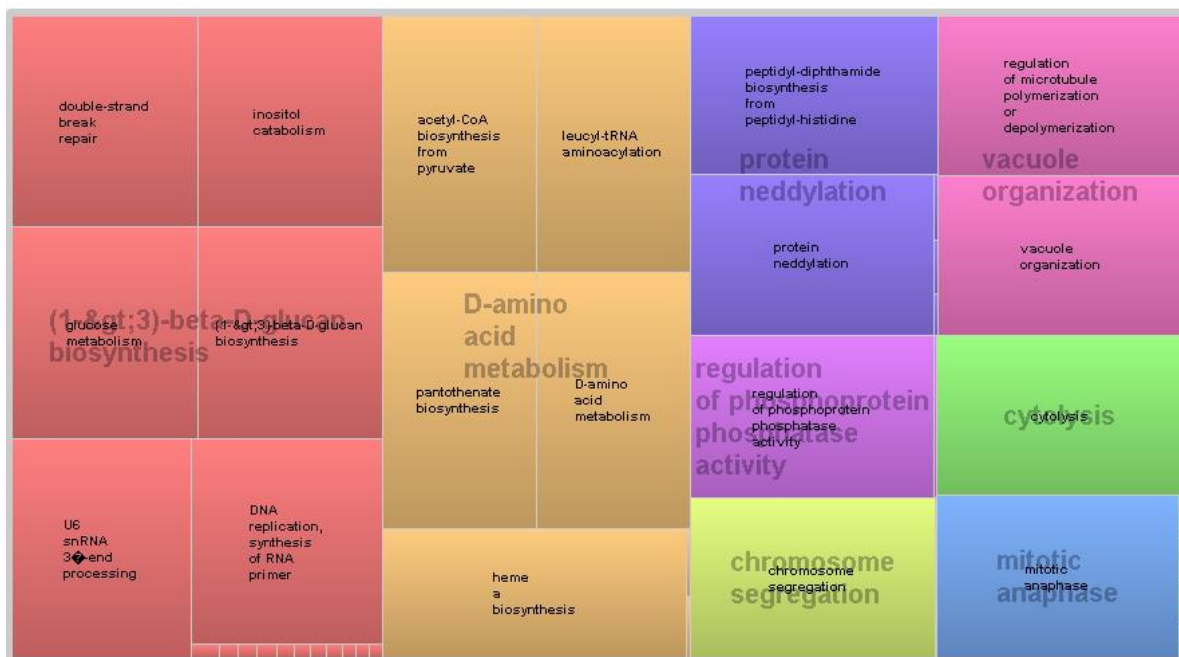 double-strand
break
repair
inositol
catabolism
glucose
metabolism
(1-&gt;3)-beta-D-glucan
biosynthesis
(1-&gt;3)-beta-D-glucan
biosynthesis
U6
snRNA
3�-end
processing
DNA
replication,
synthesis
of RNA
primer
acetyl-CoA
biosynthesis
from
pyruvate
leucyl-tRNA
aminoacylation
D-amino
acid
metabolism
pantothenate
biosynthesis
D-amino
acid
metabolism
heme
a
biosynthesis
peptidyl-diphthamide
biosynthesis
from
peptidyl-histidine
protein
neddylation
protein
neddylation
regulation
of microtubule
polymerization
or
depolymerization
vacuole
organization
vacuole
organization
regulation
of phosphoprotein
phosphatase
activity
regulation
of phosphoprotein
phosphatase
activity
cytolysis
cytolysis
chromosome
segregation
chromosome
segregation
mitotic
anaphase
mitotic
anaphase